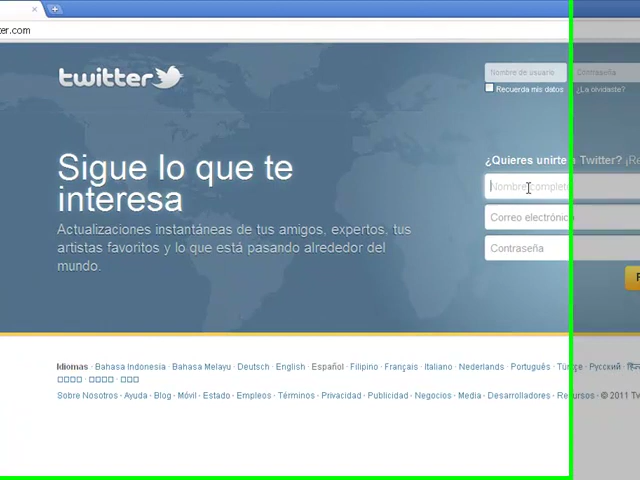 ter.com
twitter
Nombre de usuario Contraseña
Recuerda mis datos ¿La olvidaste?
Sigue lo que te
interesa
Actualizaciones instantáneas de tus amigos, expertos, tus
artistas favoritos y lo que está pasando alrededor del
mundo.
¿Quieres unirte a Twitter? ¡Re
Nombre completo
Correo electrónico
Contraseña
Idiomas · Bahasa Indonesia · Bahasa Melayu · Deutsch · English · Español · Filipino · Français · Italiano · Nederlands · Português · Türkçe · Русский ·
Sobre Nosotros · Ayuda · Blog · Móvil · Estado · Empleos · Términos · Privacidad · Publicidad · Negocios · Media · Desarrolladores · Recursos · © 2011 Tw